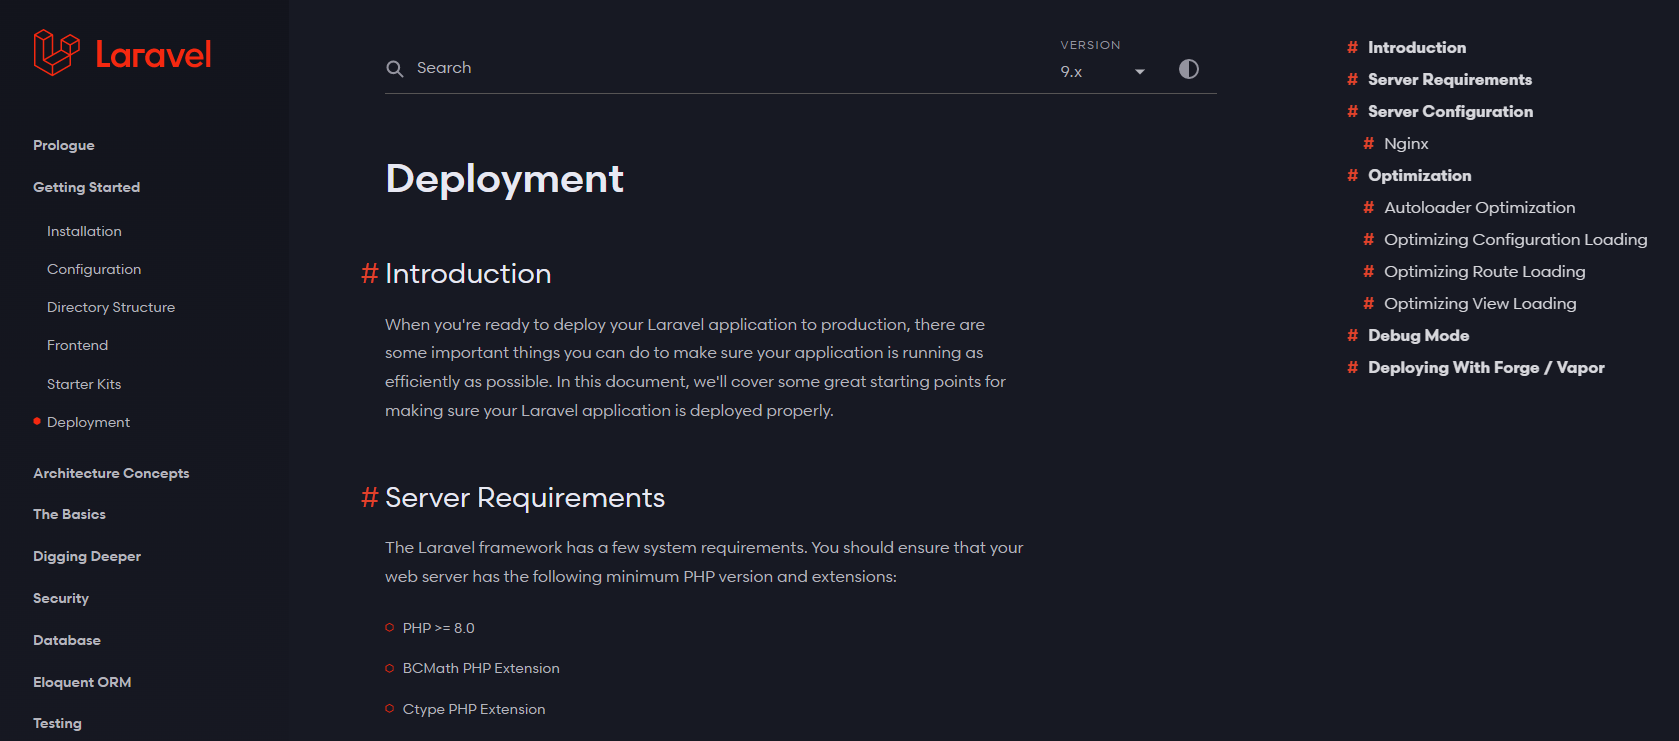 Laravel
Prologue
Getting Started
Installation
Configuration
Directory Structure
Frontend
Starter Kits
Deployment
Architecture Concepts
The Basics
Digging Deeper
Security
Database
Eloquent ORM
Testing
Search
VERSION
9.x
Deployment
# Introduction
When you're ready to deploy your Laravel application to production, there are
some important things you can do to make sure your application is running as
efficiently as possible. In this document, we'll cover some great starting points for
making sure your Laravel application is deployed properly.
# Server Requirements
The Laravel framework has a few system requirements. You should ensure that your
web server has the following minimum PHP version and extensions:
PHP >= 8.0
BCMath PHP Extension
Ctype PHP Extension
# Introduction
# Server Requirements
# Server Configuration
# Nginx
# Optimization
# Autoloader Optimization
# Optimizing Configuration Loading
# Optimizing Route Loading
# Optimizing View Loading
# Debug Mode
# Deploying With Forge / Vapor